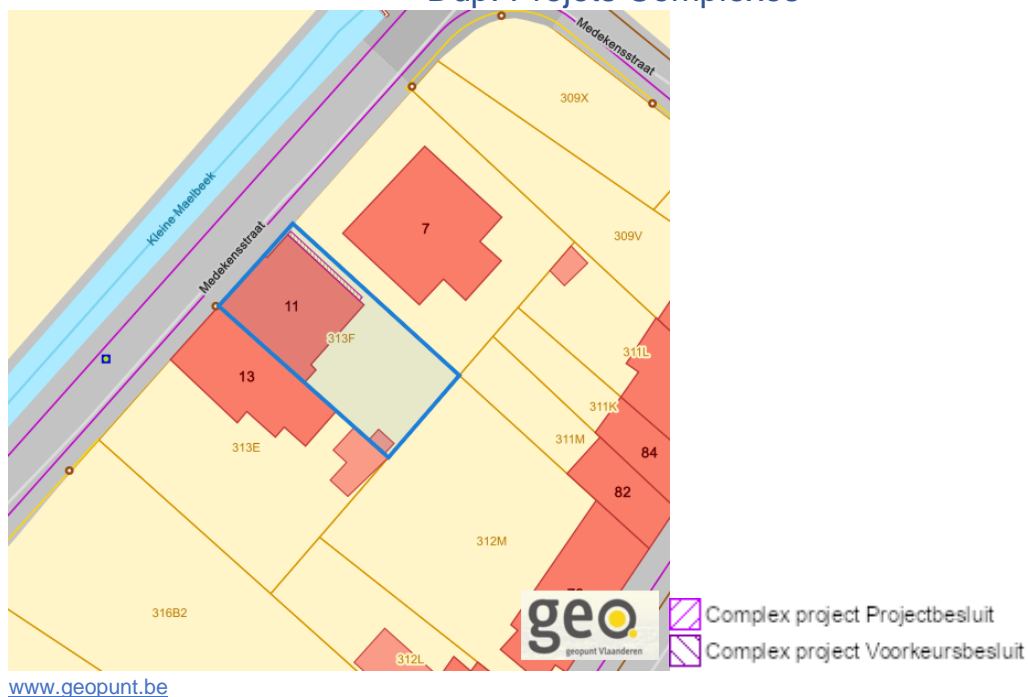 Medekensstraat
309X
Kleine Maelbeek
7
309V
Medekensstraat
11
313F
311L
13
311K
313E
311M
84
82
312M
316B2
geo
geopunt Vlaanderen
312L
Complex project Projectbesluit
Complex project Voorkeursbesluit
www.geopunt.be